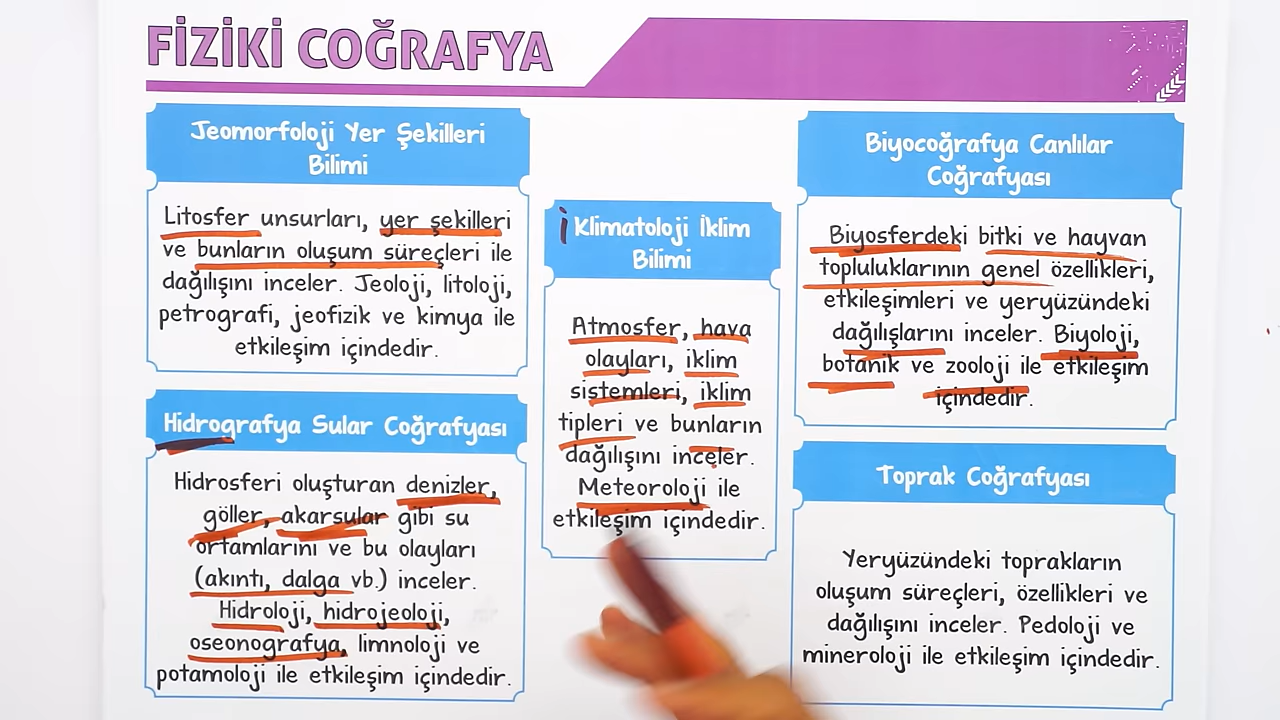 FİZİKİ COĞRAFYA
Jeomorfoloji Yer Şekilleri
Bilimi
Litosfer unsurları, yer şekilleri
ve bunların oluşum süreçleri ile
dağılışını inceler. Jeoloji, litoloji,
petrografi, jeofizik ve kimya ile
etkileşim içindedir.
Hidrografya Sular Coğrafyası
Hidrosferi oluşturan denizler,
göller, akarsular gibi su
ortamlarını ve bu olayları
(akıntı, dalga vb.) inceler.
Hidroloji, hidrojeoloji,
oseonografya, limnoloji ve
potamoloji ile etkileşim içindedir.
i Klimatoloji İklim
Bilimi
Atmosfer, hava
olayları, iklim
sistemleri, iklim
tipleri ve bunların
dağılışını inceler.
Meteoroloji ile
etkileşim içindedir.
Biyocoğrafya Canlılar
Coğrafyası
Biyosferdeki bitki ve hayvan
topluluklarının genel özellikleri,
etkileşimleri ve yeryüzündeki
dağılışlarını inceler. Biyoloji,
botanik ve zooloji ile etkileşim
içindedir.
Toprak Coğrafyası
Yeryüzündeki toprakların
oluşum süreçleri, özellikleri ve
dağılışını inceler. Pedoloji ve
mineroloji ile etkileşim içindedir.